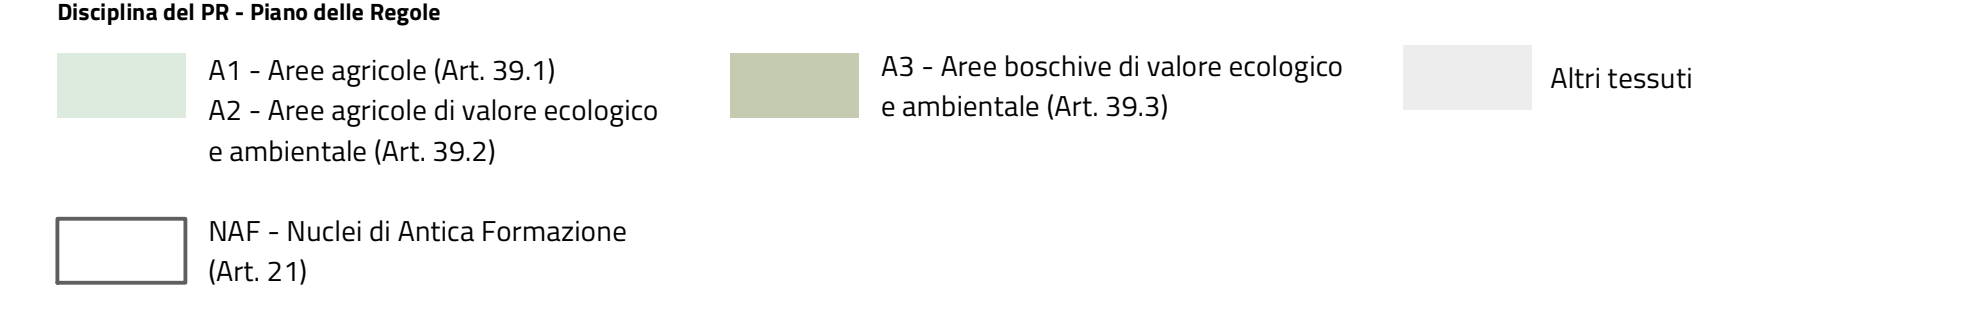 Disciplina del PR - Piano delle Regole
A1 - Aree agricole (Art. 39.1)
A2 - Aree agricole di valore ecologico
e ambientale (Art. 39.2)
A3 - Aree boschive di valore ecologico
e ambientale (Art. 39.3)
Altri tessuti
NAF - Nuclei di Antica Formazione
(Art. 21)